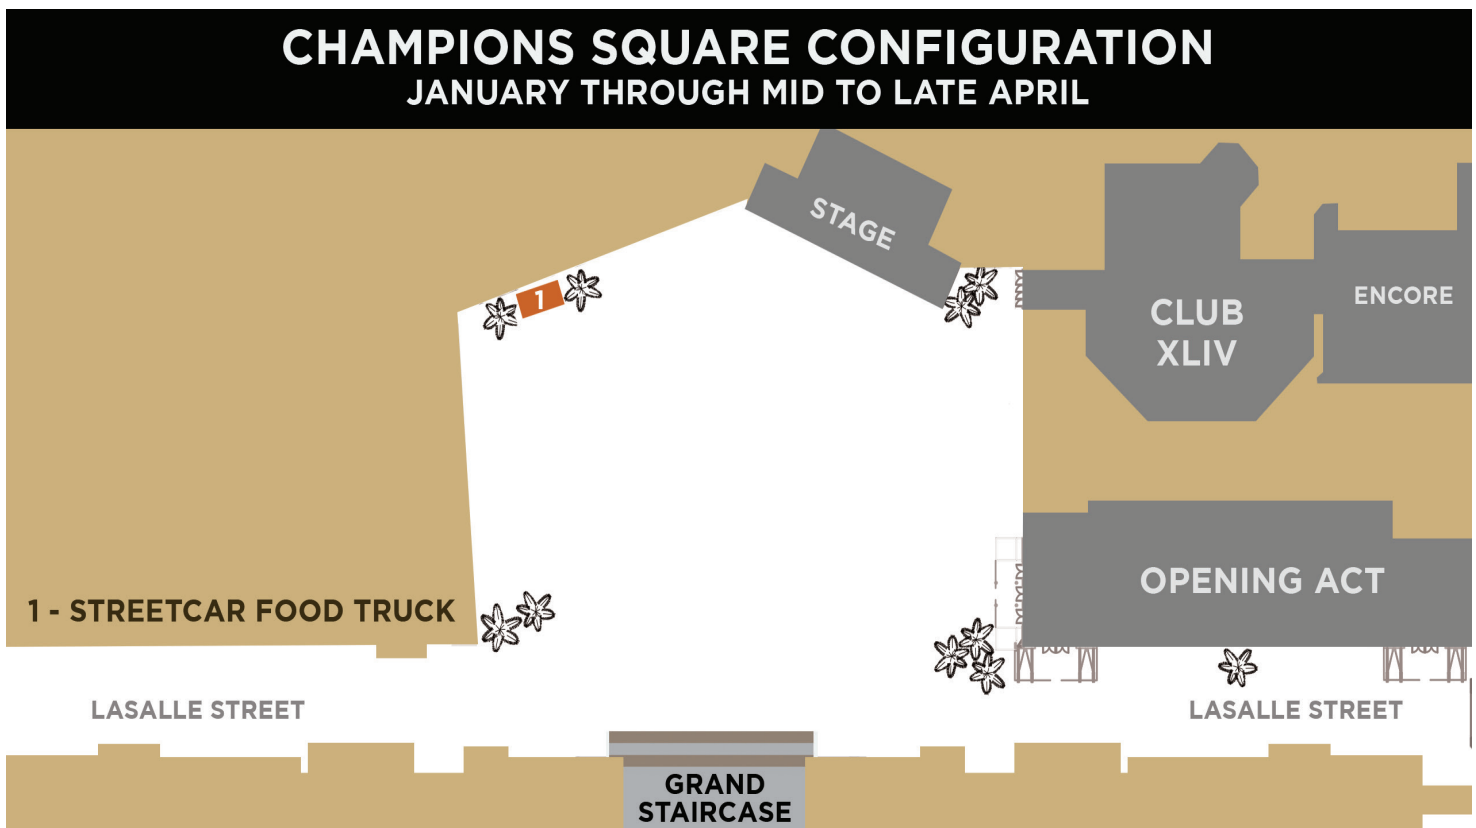 CHAMPIONS SQUARE CONFIGURATION
JANUARY THROUGH MID TO LATE APRIL
STAGE
1
CLUB
XLIV
ENCORE
OPENING ACT
1 - STREETCAR FOOD TRUCK
LASALLE STREET
LASALLE STREET
GRAND
STAIRCASE